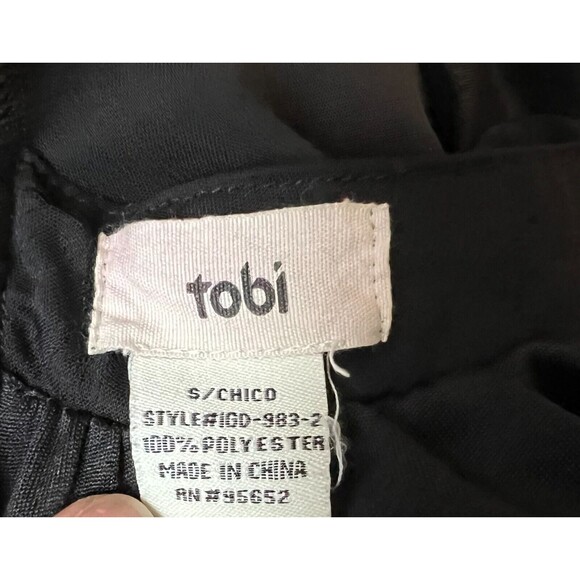 tobi
S/CHICO
STYLE#IGD-983-2
100% POLYESTER
MADE IN CHINA
RN#95652